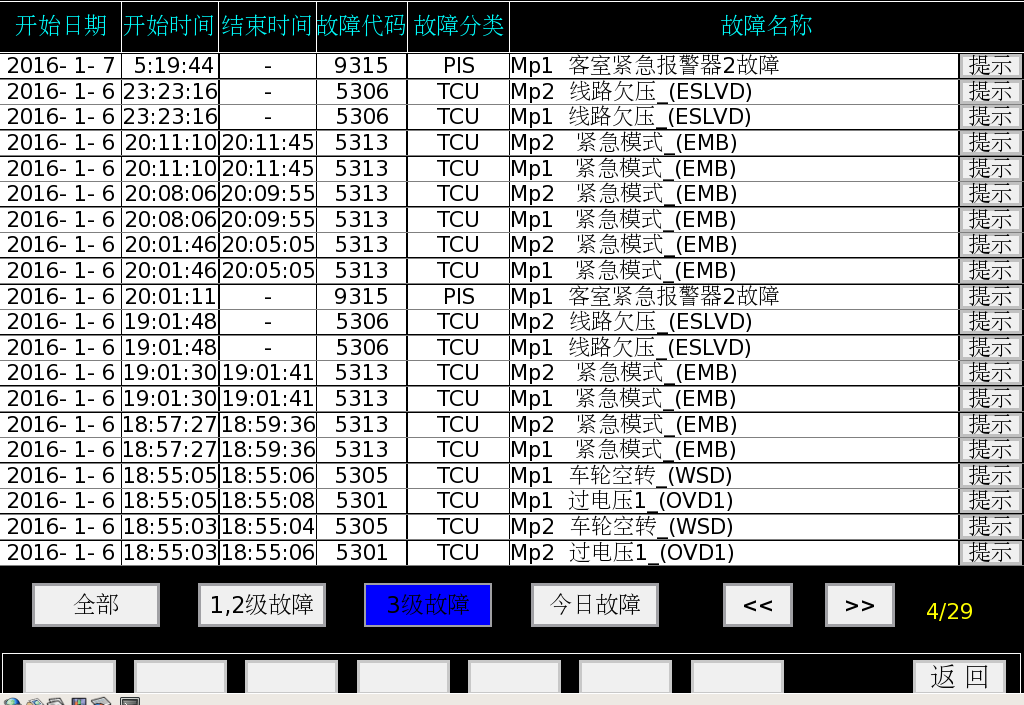 开始日期 开始时间 结束时间 故障代码 故障分类 故障名称
2016- 1- 7 5:19:44 - 9315 PIS Mp1 客室紧急报警器2故障 提示
2016- 1- 6 23:23:16 - 5306 TCU Mp2 线路欠压_(ESLVD) 提示
2016- 1- 6 23:23:16 - 5306 TCU Mp1 线路欠压_(ESLVD) 提示
2016- 1- 6 20:11:10 20:11:45 5313 TCU Mp2 紧急模式_(EMB) 提示
2016- 1- 6 20:11:10 20:11:45 5313 TCU Mp1 紧急模式_(EMB) 提示
2016- 1- 6 20:08:06 20:09:55 5313 TCU Mp2 紧急模式_(EMB) 提示
2016- 1- 6 20:08:06 20:09:55 5313 TCU Mp1 紧急模式_(EMB) 提示
2016- 1- 6 20:01:46 20:05:05 5313 TCU Mp2 紧急模式_(EMB) 提示
2016- 1- 6 20:01:46 20:05:05 5313 TCU Mp1 紧急模式_(EMB) 提示
2016- 1- 6 20:01:11 - 9315 PIS Mp1 客室紧急报警器2故障 提示
2016- 1- 6 19:01:48 - 5306 TCU Mp2 线路欠压_(ESLVD) 提示
2016- 1- 6 19:01:48 - 5306 TCU Mp1 线路欠压_(ESLVD) 提示
2016- 1- 6 19:01:30 19:01:41 5313 TCU Mp2 紧急模式_(EMB) 提示
2016- 1- 6 19:01:30 19:01:41 5313 TCU Mp1 紧急模式_(EMB) 提示
2016- 1- 6 18:57:27 18:59:36 5313 TCU Mp2 紧急模式_(EMB) 提示
2016- 1- 6 18:57:27 18:59:36 5313 TCU Mp1 紧急模式_(EMB) 提示
2016- 1- 6 18:55:05 18:55:06 5305 TCU Mp1 车轮空转_(WSD) 提示
2016- 1- 6 18:55:05 18:55:08 5301 TCU Mp1 过电压1_(OVD1) 提示
2016- 1- 6 18:55:03 18:55:04 5305 TCU Mp2 车轮空转_(WSD) 提示
2016- 1- 6 18:55:03 18:55:06 5301 TCU Mp2 过电压1_(OVD1) 提示
全部 1,2级故障 3级故障 今日故障 << >> 4/29
返 回